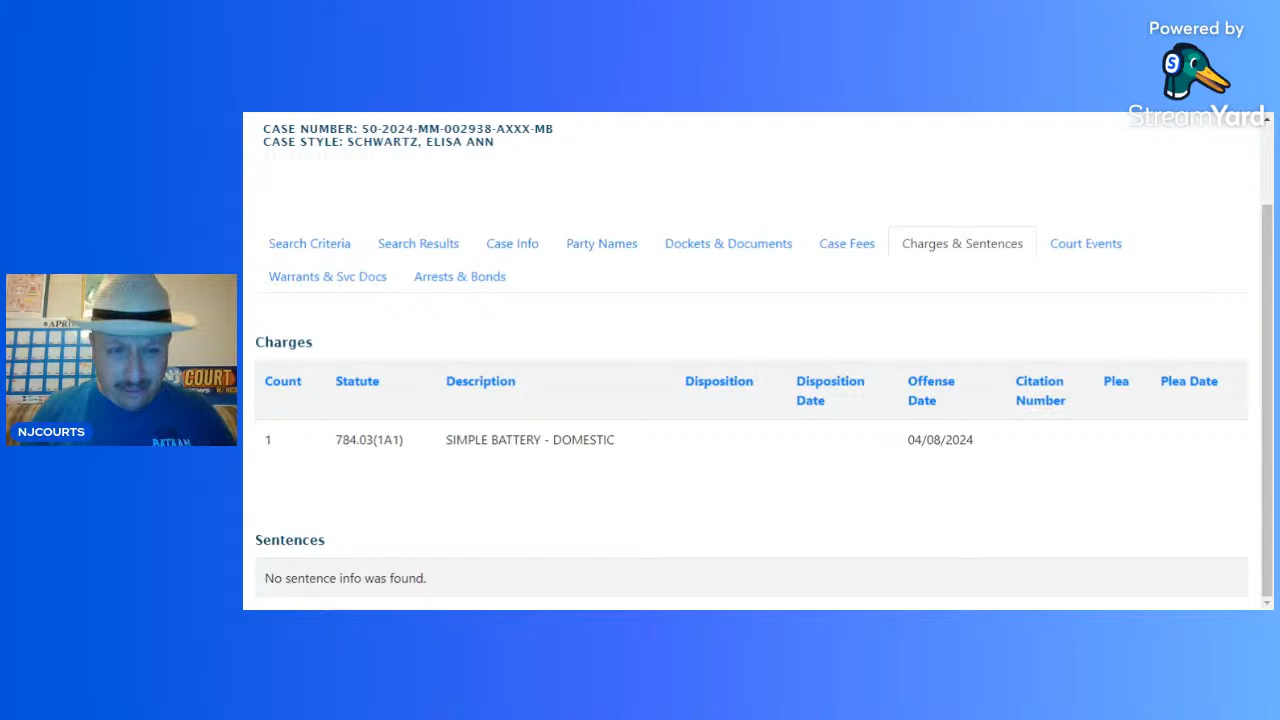 Powered by
StreamYard
CASE NUMBER: 50-2024-MM-002938-AXXX-MB
CASE STYLE: SCHWARTZ, ELISA ANN
Search Criteria Search Results Case Info Party Names Dockets & Documents Case Fees Charges & Sentences Court Events
Warrants & Svc Docs Arrests & Bonds
Charges
Count Statute Description Disposition Disposition Date Offense Date Citation Number Plea Plea Date
1 784.03(1A1) SIMPLE BATTERY - DOMESTIC 04/08/2024
Sentences
No sentence info was found.
APRIL
COURT
NJCOURTS
BATAAN